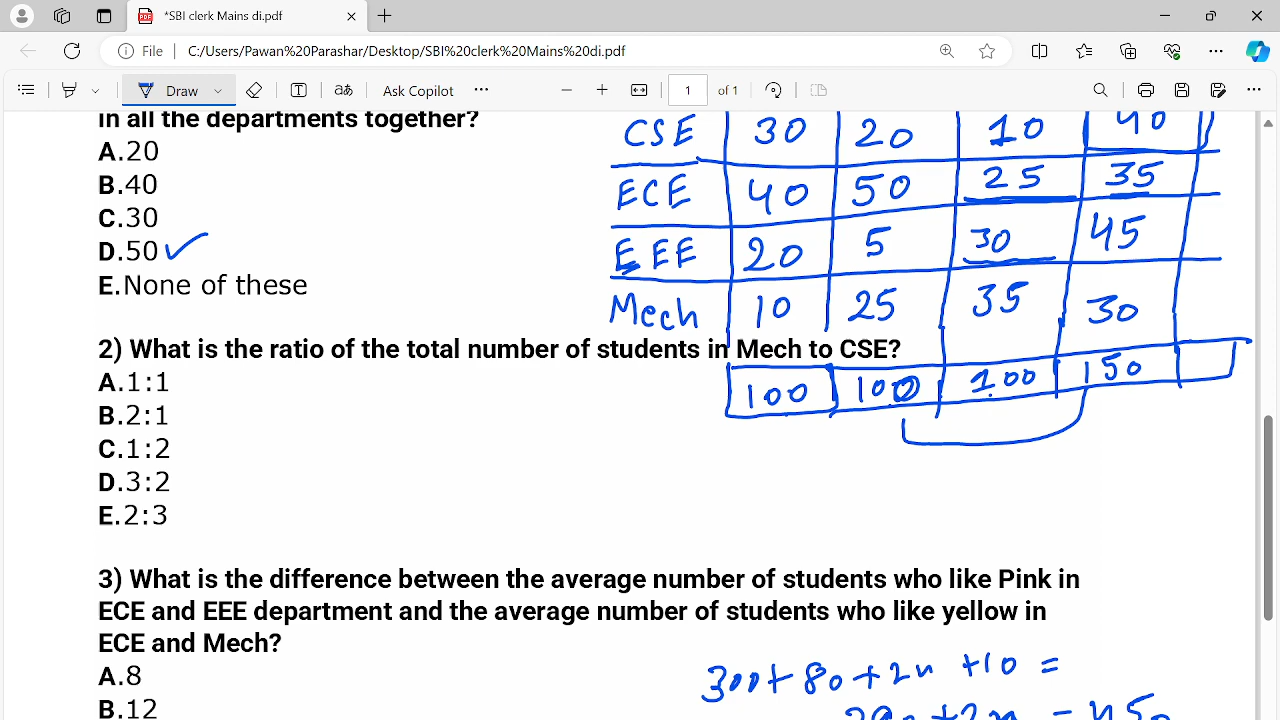 *SBI clerk Mains di.pdf
File C:/Users/Pawan%20Parashar/Desktop/SBI%20clerk%20Mains%20di.pdf
Draw Ask Copilot 1 of 1
in all the departments together?
A.20
B.40
C.30
D.50
E.None of these
CSE 30 20 10 40
ECE 40 50 25 35
EEE 20 5 30 45
Mech 10 25 35 30
100 100 100 150
2) What is the ratio of the total number of students in Mech to CSE?
A.1:1
B.2:1
C.1:2
D.3:2
E.2:3
3) What is the difference between the average number of students who like Pink in
ECE and EEE department and the average number of students who like yellow in
ECE and Mech?
A.8
B.12
300+80+2x+10=